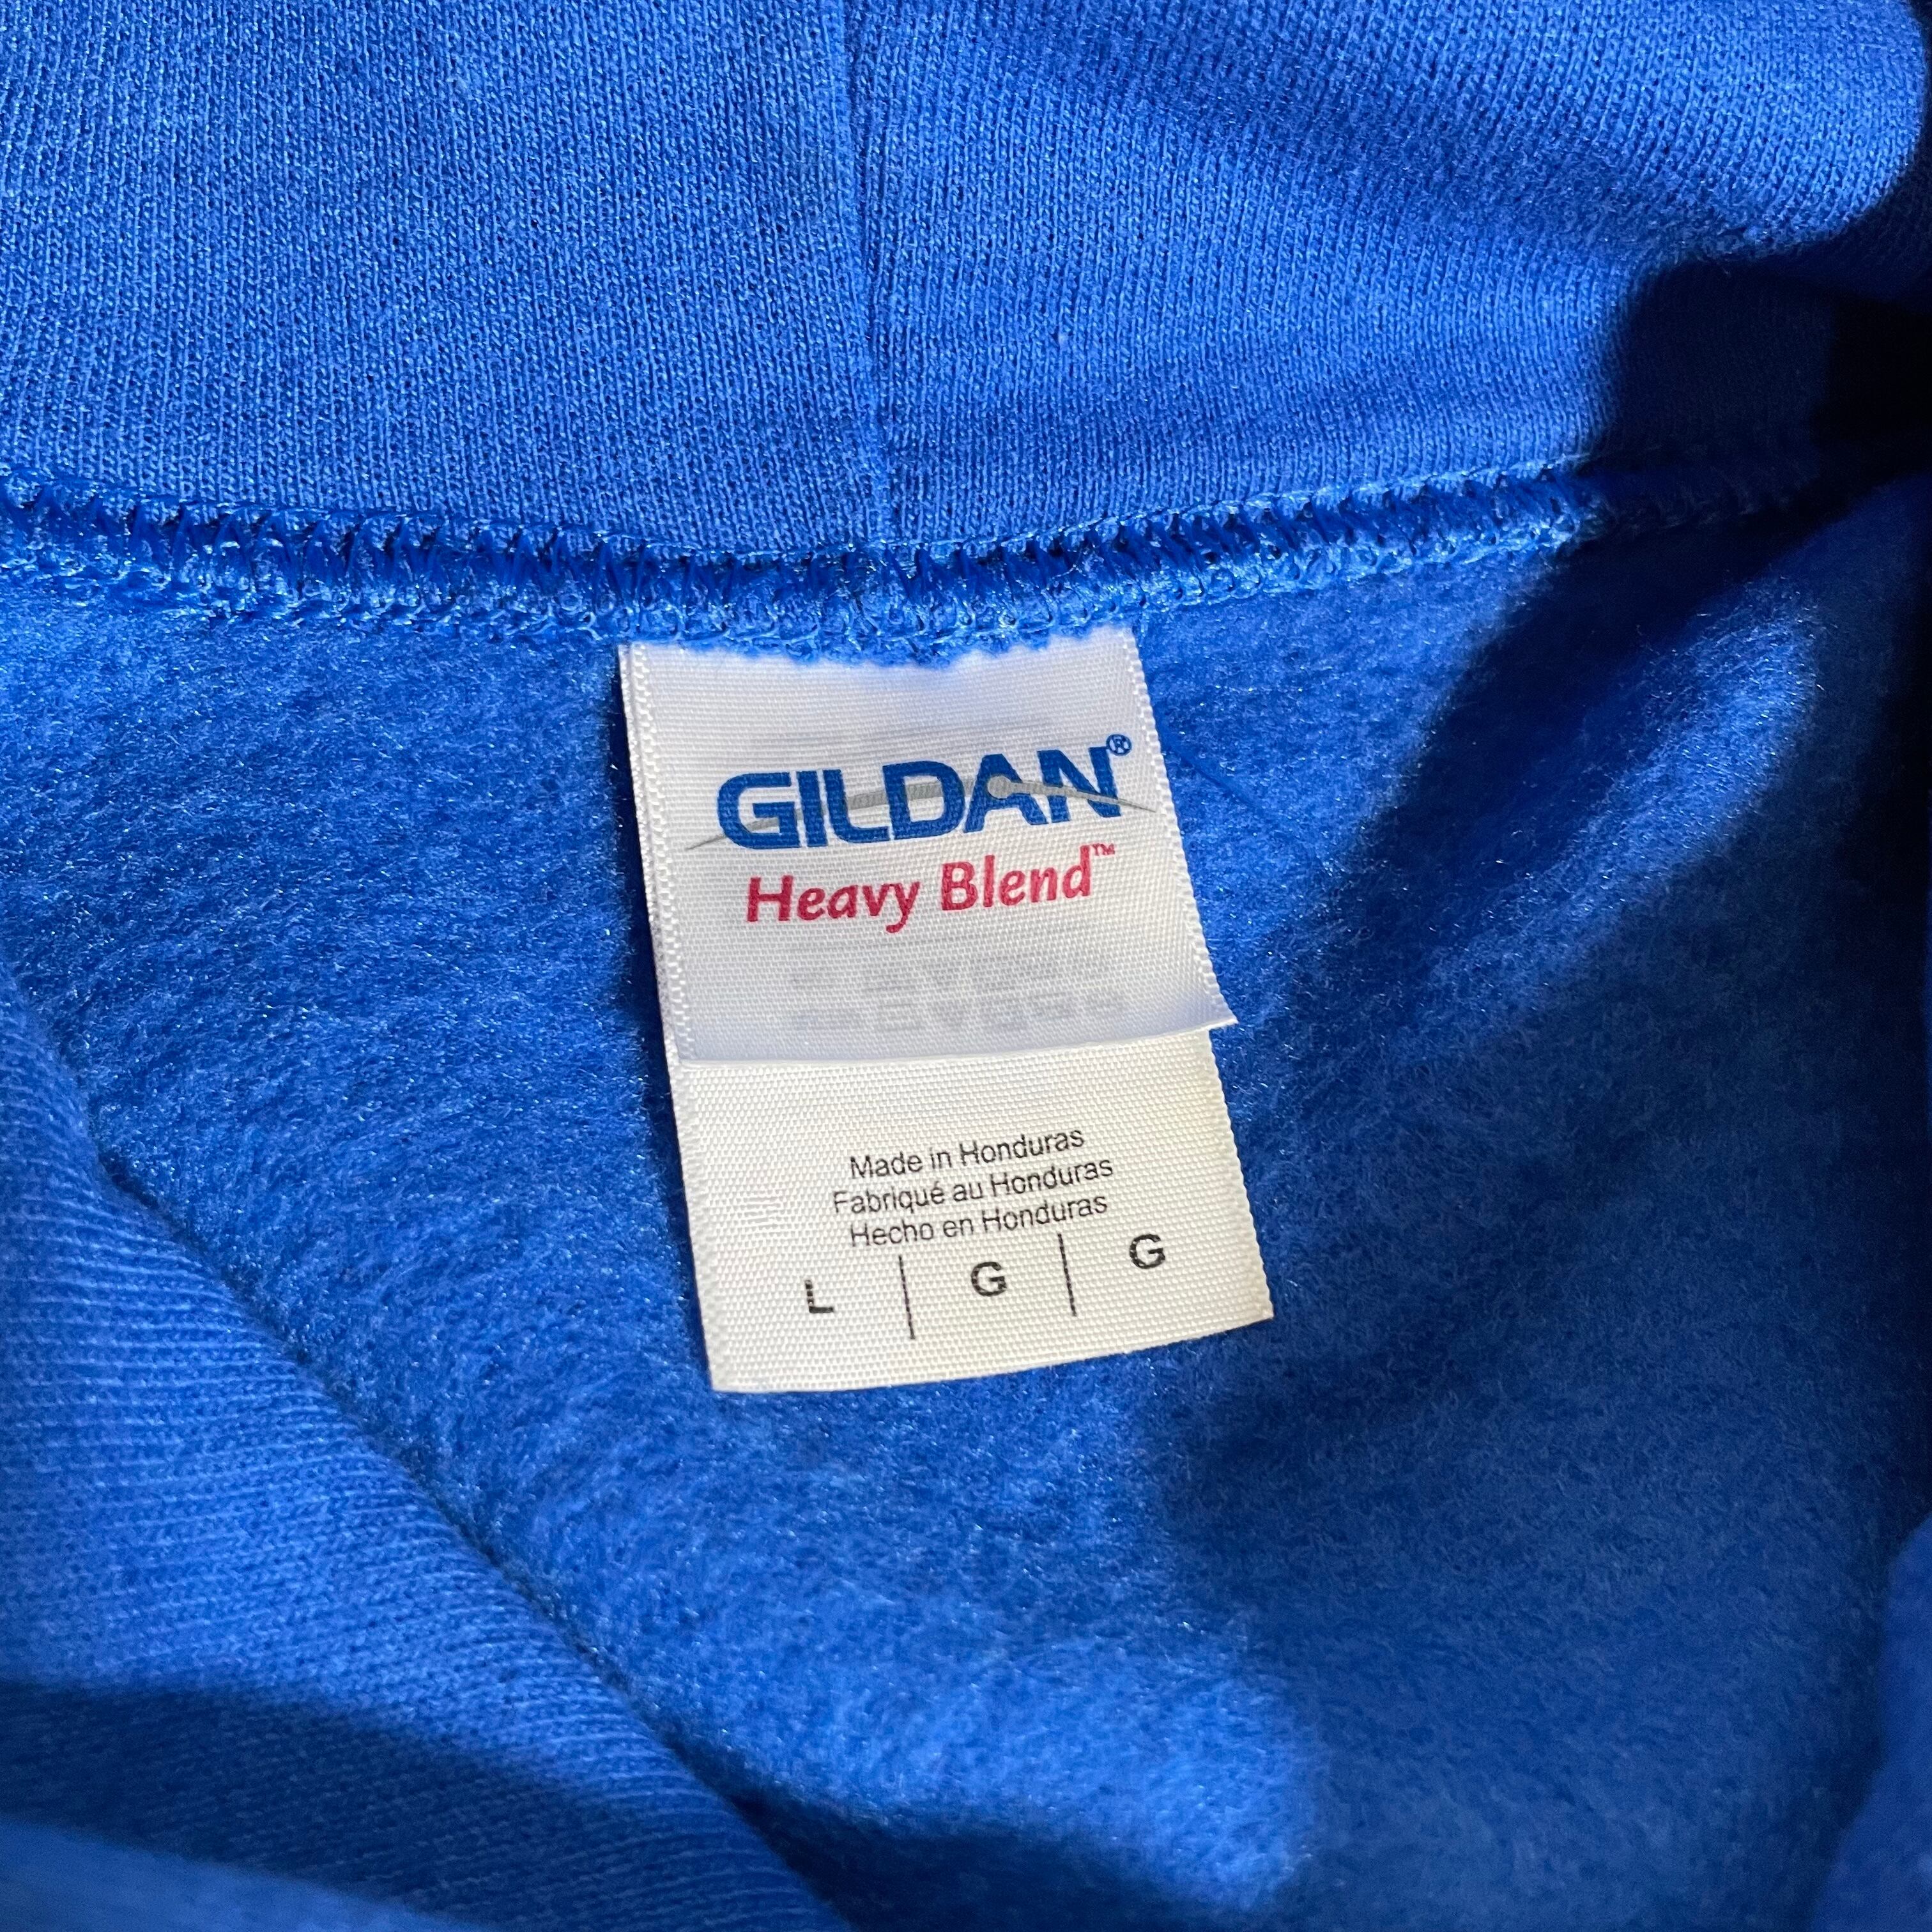 GILDAN®
Heavy Blend™
Made in Honduras
Fabriqué au Honduras
Hecho en Honduras
L | G | G